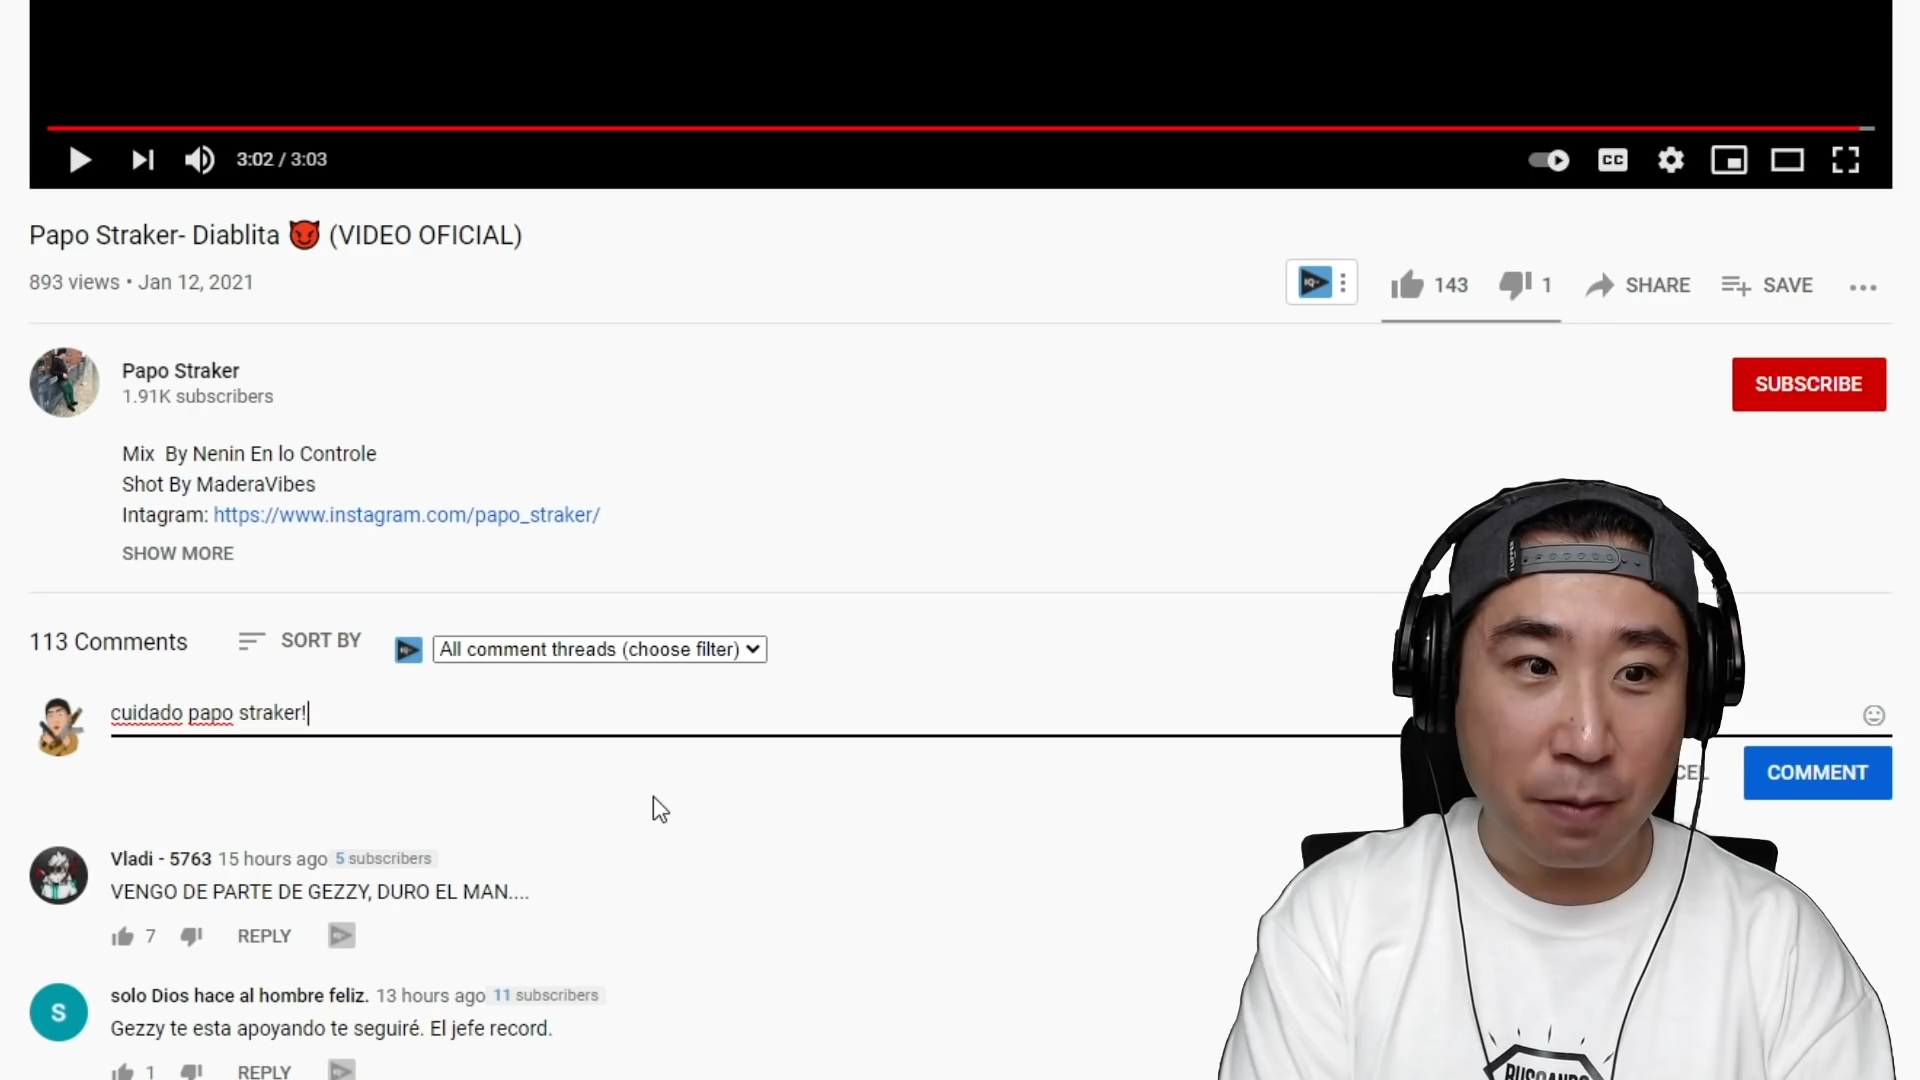 3:02 / 3:03
CC
Papo Straker- Diablita 😈 (VIDEO OFICIAL)
893 views • Jan 12, 2021
143
1
SHARE
SAVE
Papo Straker
1.91K subscribers
SUBSCRIBE
Mix By Nenin En lo Controle
Shot By MaderaVibes
Intagram: https://www.instagram.com/papo_straker/
SHOW MORE
113 Comments
SORT BY
All comment threads (choose filter)
cuidado papo straker!
CEL
COMMENT
Vladi - 5763 15 hours ago 5 subscribers
VENGO DE PARTE DE GEZZY, DURO EL MAN....
7
REPLY
S
solo Dios hace al hombre feliz. 13 hours ago 11 subscribers
Gezzy te esta apoyando te seguiré. El jefe record.
1
REPLY